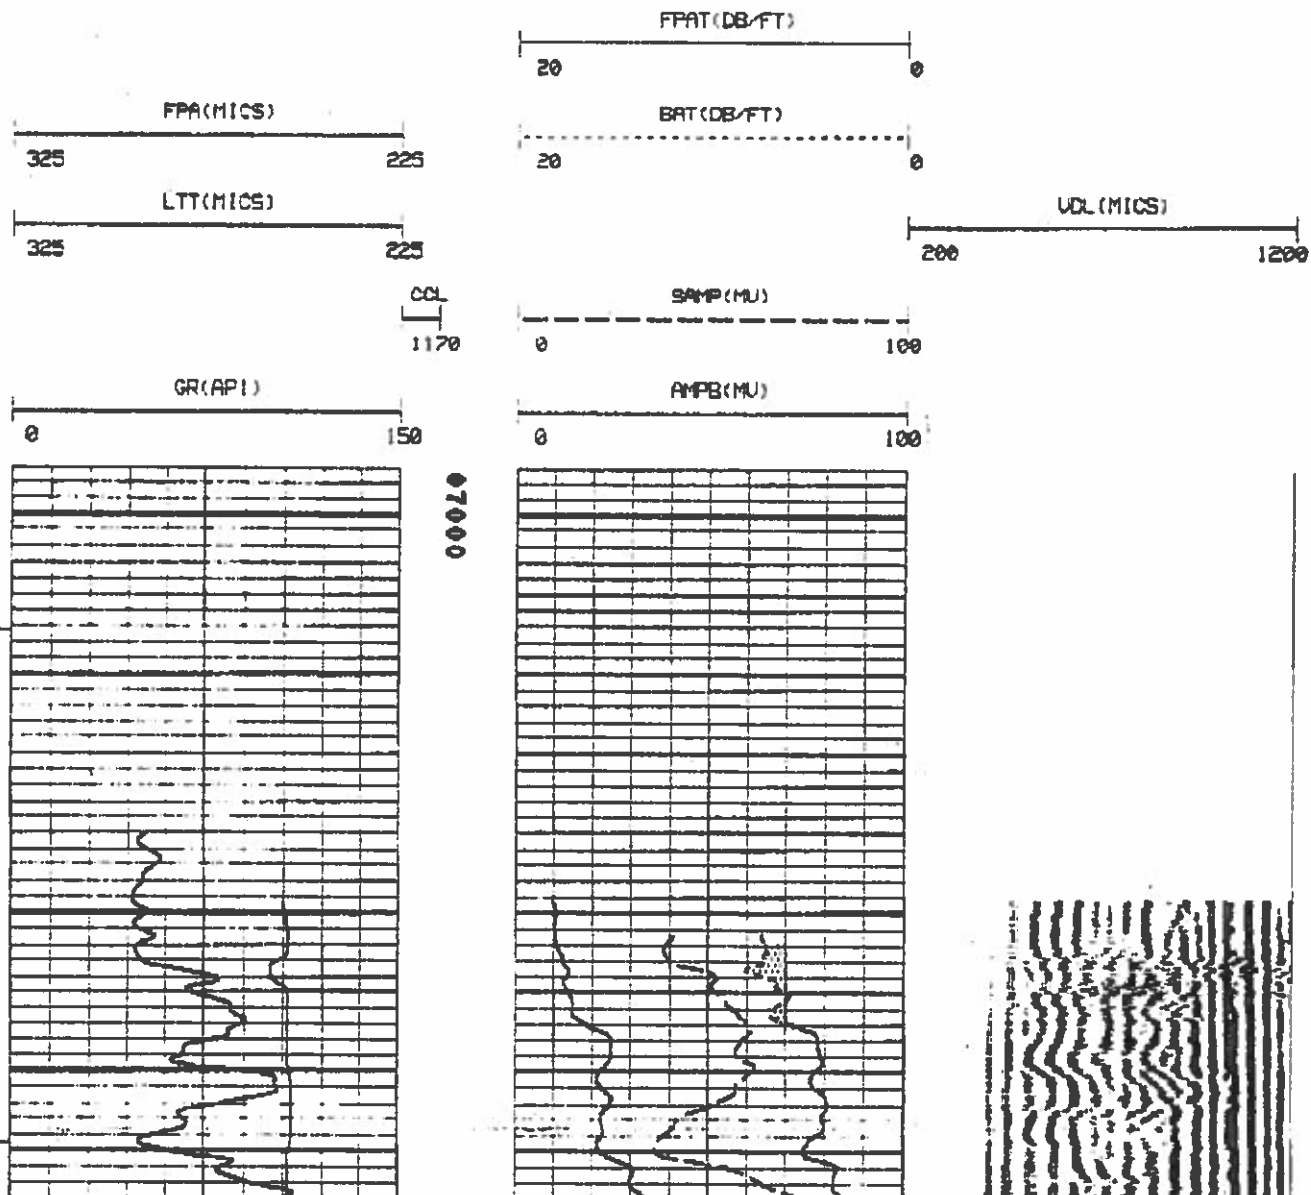 FPAT(DB/FT)
20 0
FPA(MICS)
325 225
BAT(DB/FT)
20 0
LTT(MICS)
325 225
VDL(MICS)
200 1200
CCL
1170
SAMP(MV)
0 100
GR(API)
0 150
AMPB(MV)
0 100
07000